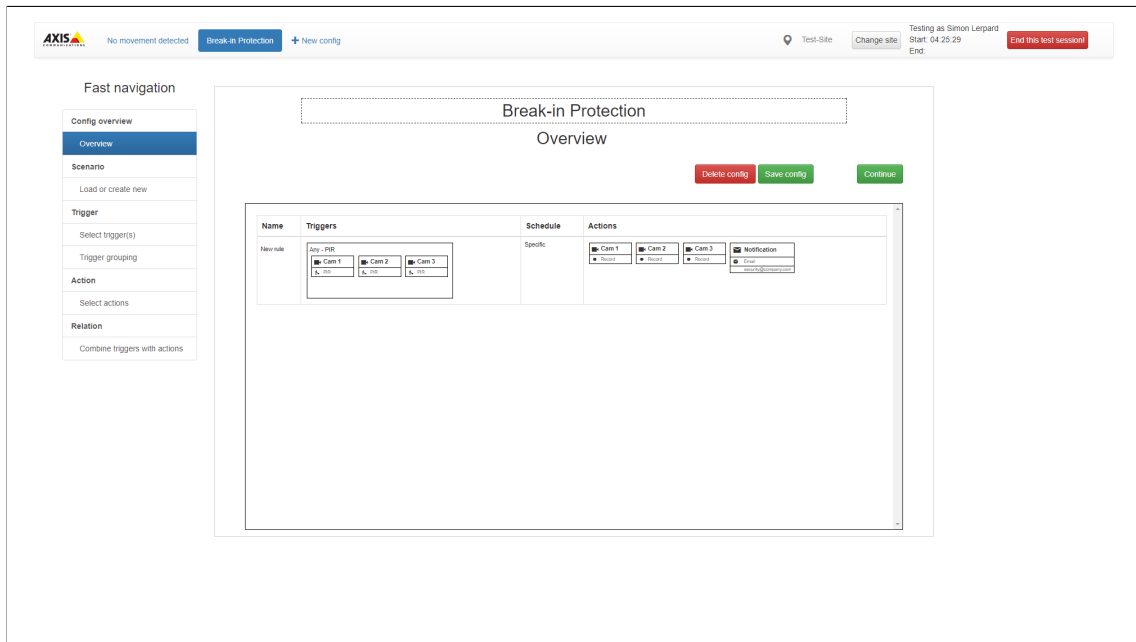 AXIS
COMMUNICATIONS
No movement detected
Break-in Protection
+ New config
Test-Site
Change site
Testing as Simon Lerpard
Start: 04:25:29
End:
End this test session!
Fast navigation
Config overview
Overview
Scenario
Load or create new
Trigger
Select trigger(s)
Trigger grouping
Action
Select actions
Relation
Combine triggers with actions
Break-in Protection
Overview
Delete config
Save config
Continue
Name Triggers Schedule Actions
New rule
Any - PIR
Cam 1 Cam 2 Cam 3
PIR PIR PIR
Specific
Cam 1 Cam 2 Cam 3 Notification
Record Record Record Email
security@company.com